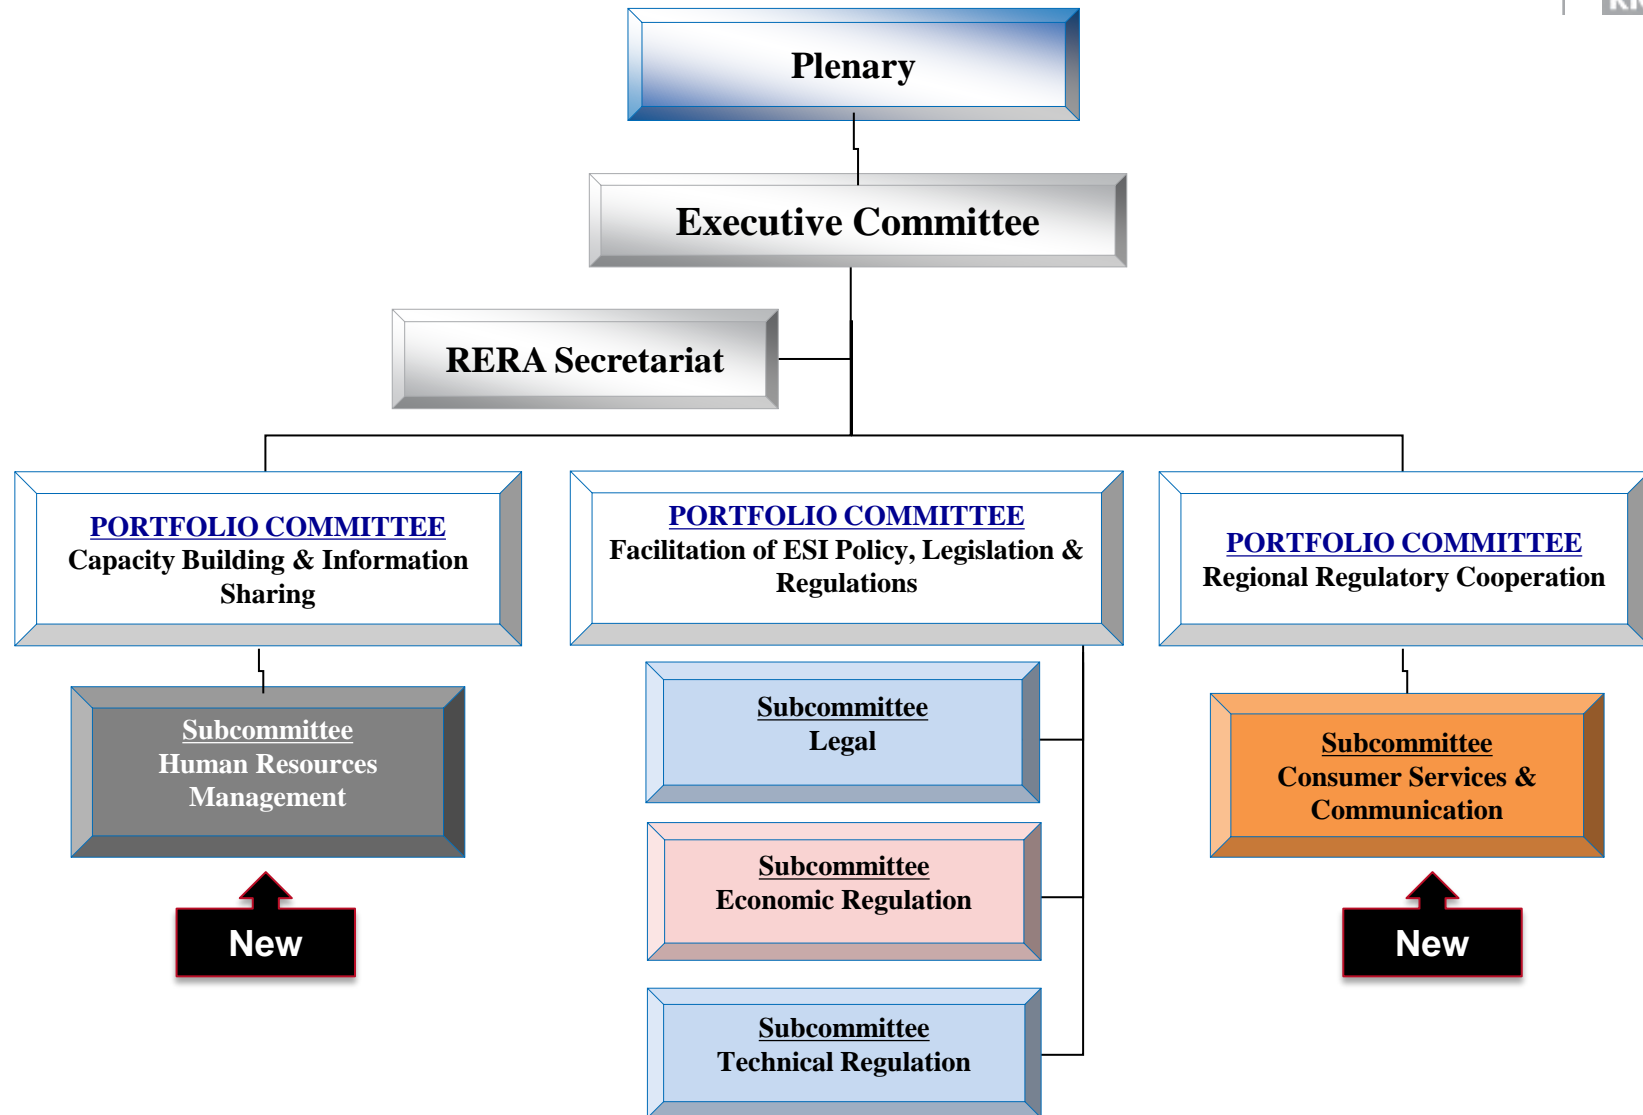 Plenary
Executive Committee
RERA Secretariat
PORTFOLIO COMMITTEE
Capacity Building & Information
Sharing
PORTFOLIO COMMITTEE
Facilitation of ESI Policy, Legislation &
Regulations
PORTFOLIO COMMITTEE
Regional Regulatory Cooperation
Subcommittee
Human Resources
Management
New
Subcommittee
Legal
Subcommittee
Economic Regulation
Subcommittee
Technical Regulation
Subcommittee
Consumer Services &
Communication
New